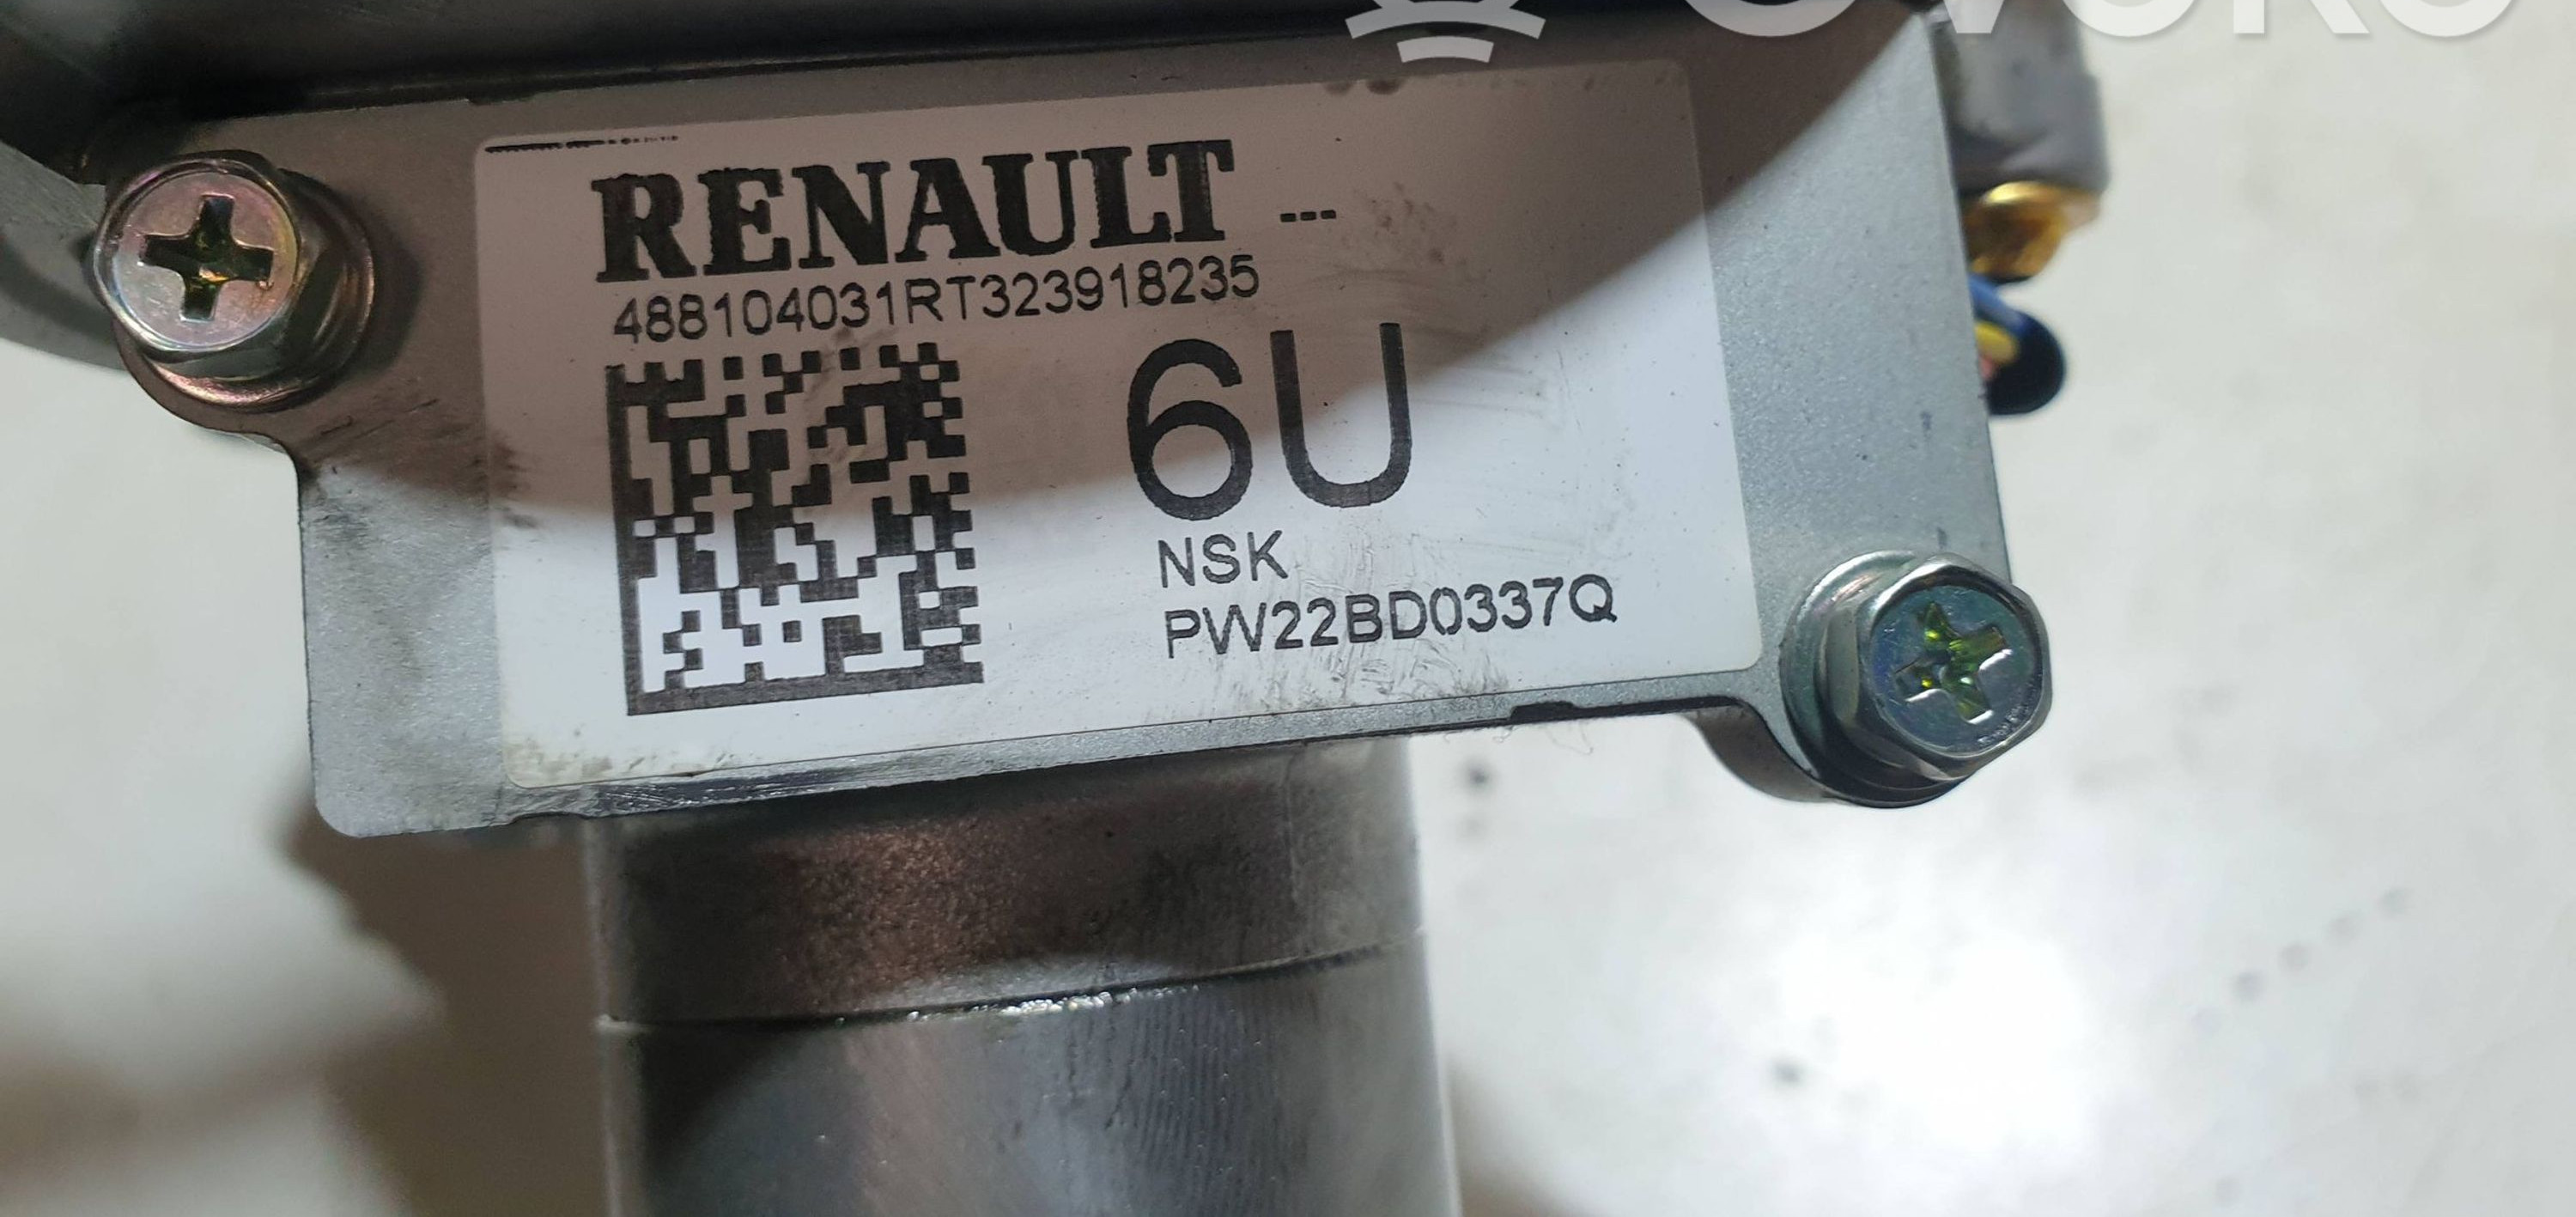 RENAULT ---
488104031RT323918235
6U
NSK
PW22BD0337Q